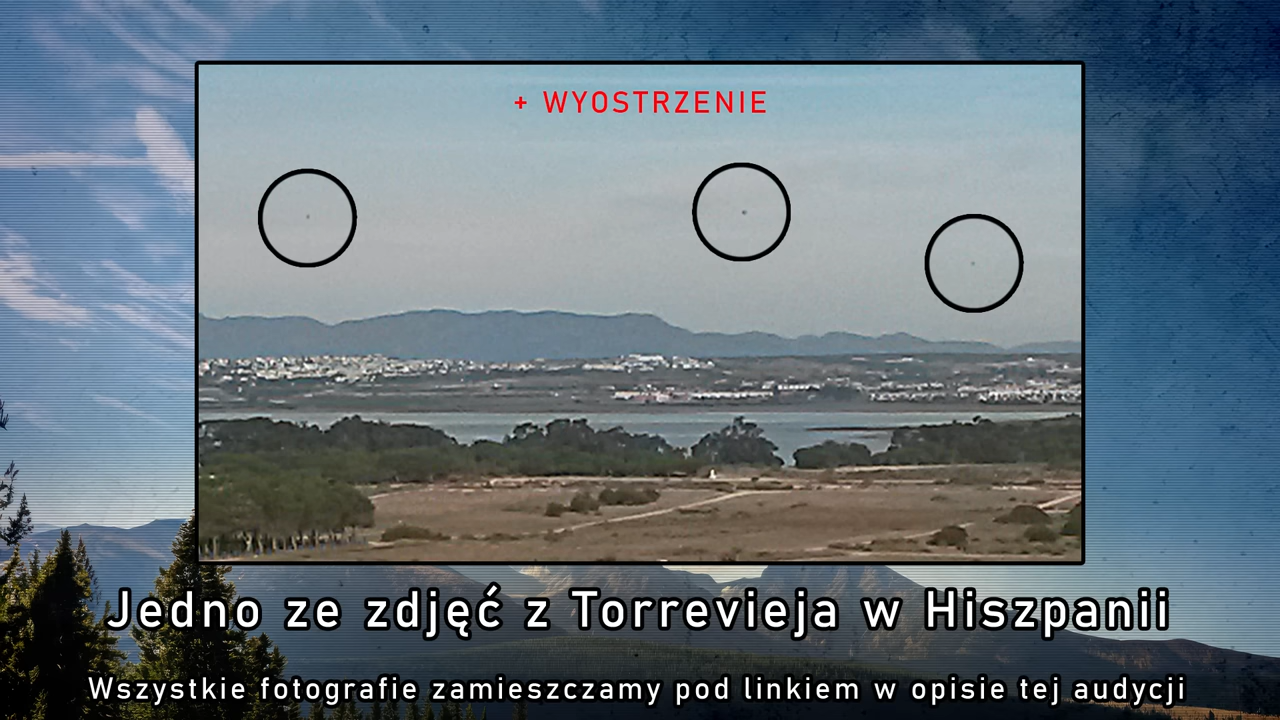 + WYOSTRZENIE
Jedno ze zdjęć z Torrevieja w Hiszpanii
Wszystkie fotografie zamieszczamy pod linkiem w opisie tej audycji